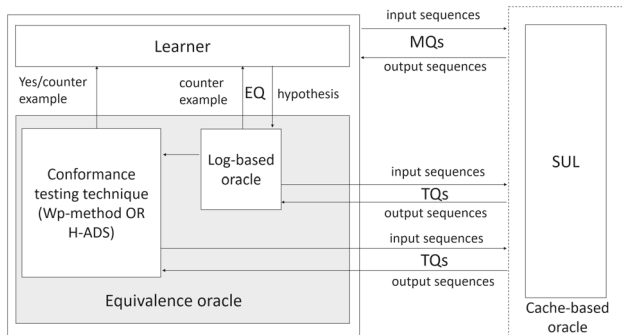 Learner
input sequences
MQs
output sequences
Yes/counter
example
counter
example
EQ
hypothesis
Conformance
testing technique
(Wp-method OR
H-ADS)
Log-based
oracle
input sequences
TQs
output sequences
input sequences
TQs
output sequences
Equivalence oracle
SUL
Cache-based
oracle